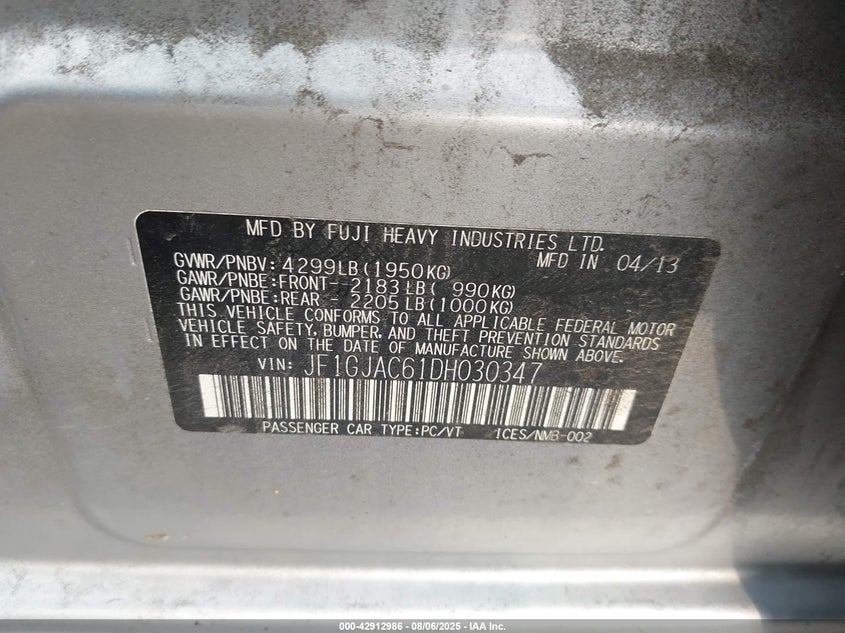 MFD BY FUJI HEAVY INDUSTRIES LTD.
GVWR/PNBV: 4299LB(1950KG) MFD IN 04/13
GAWR/PNBE:FRONT- 2183LB( 990KG)
GAWR/PNBE:REAR - 2205LB(1000KG)
THIS VEHICLE CONFORMS TO ALL APPLICABLE FEDERAL MOTOR
VEHICLE SAFETY, BUMPER, AND THEFT PREVENTION STANDARDS
IN EFFECT ON THE DATE OF MANUFACTURE SHOWN ABOVE.
VIN: JF1GJAC61DH030347
PASSENGER CAR TYPE:PC/VT ICES/NMB-002
000-42912986 - 08/06/2025 - IAA Inc.